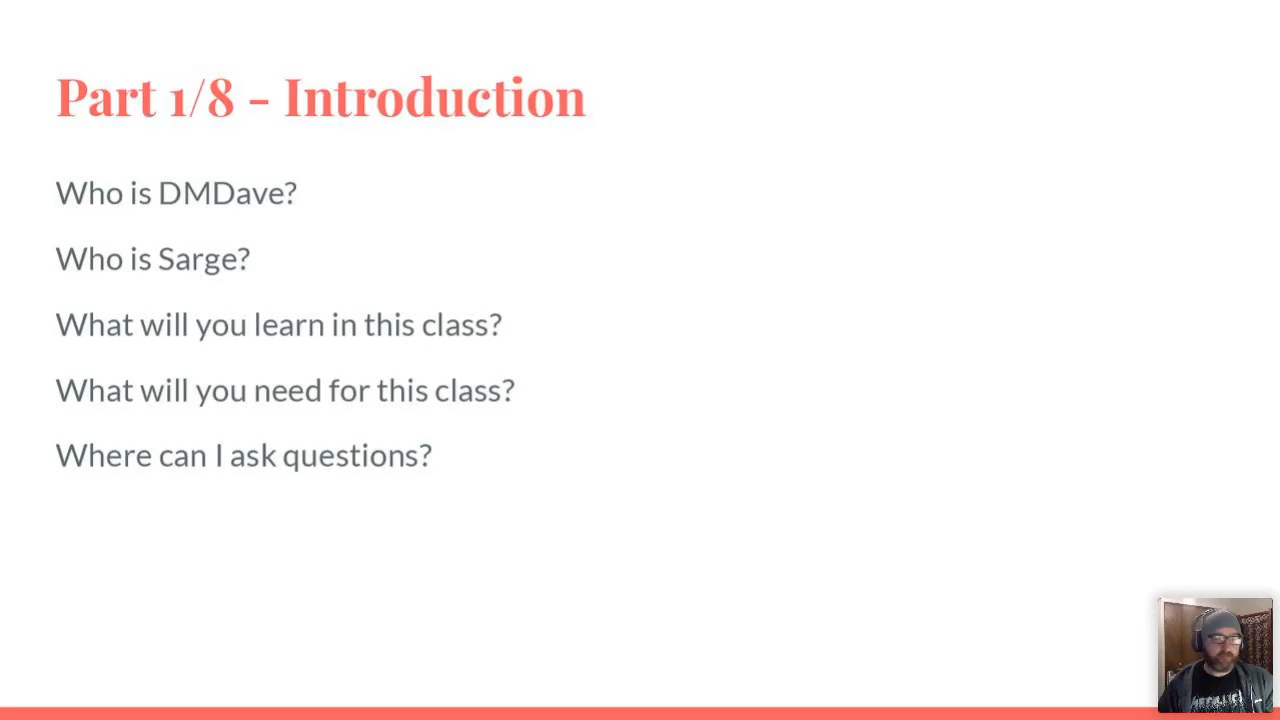 Part 1/8 - Introduction
Who is DMDave?
Who is Sarge?
What will you learn in this class?
What will you need for this class?
Where can I ask questions?